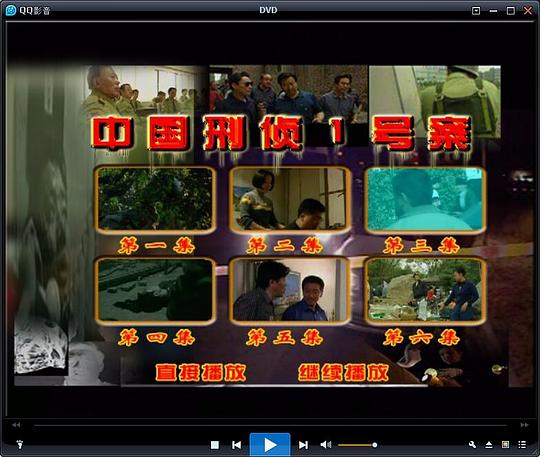 QQ影音
DVD
中国刑侦1号案
第一集 第二集 第三集
第四集 第五集 第六集
直接播放 继续播放